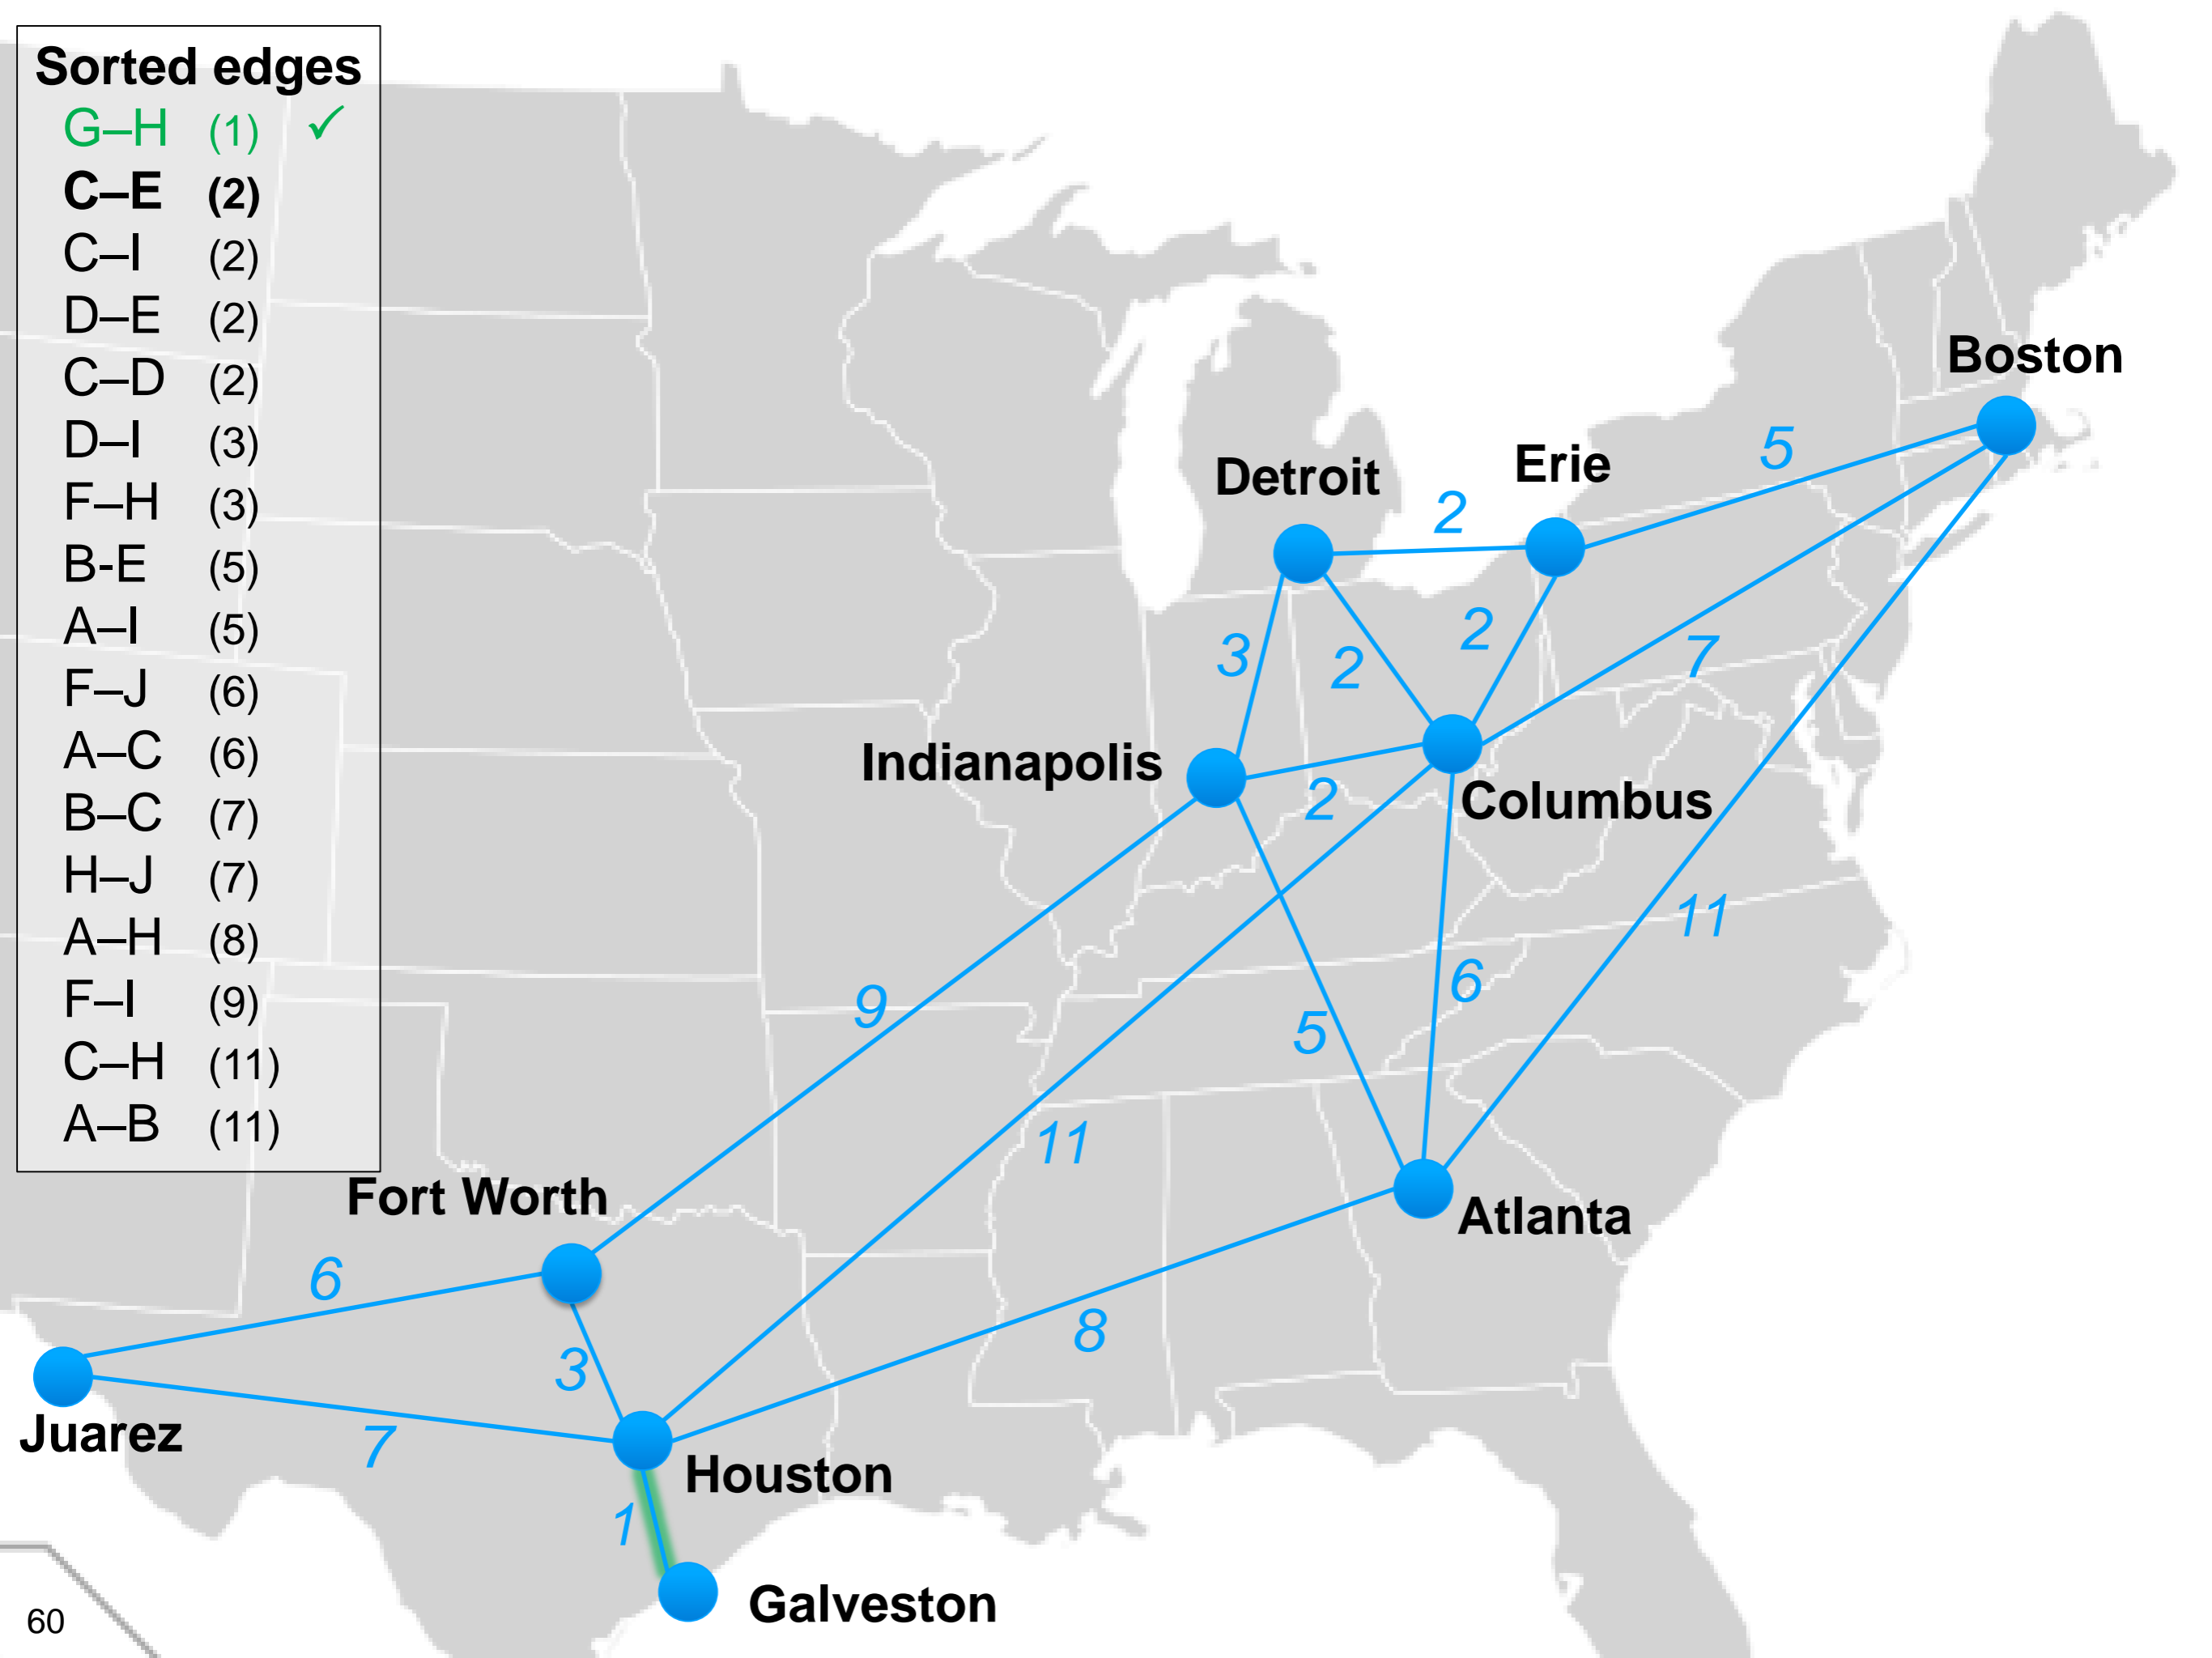 Sorted edges
G–H (1) ✓
C–E (2)
C–I (2)
D–E (2)
C–D (2)
D–I (3)
F–H (3)
B-E (5)
A–I (5)
F–J (6)
A–C (6)
B–C (7)
H–J (7)
A–H (8)
F–I (9)
C–H (11)
A–B (11)
Boston
5
Erie
Detroit
2
2
3
2
7
Indianapolis
2
Columbus
11
6
9
5
11
Fort Worth
Atlanta
6
8
3
Juarez
7
Houston
1
Galveston
60